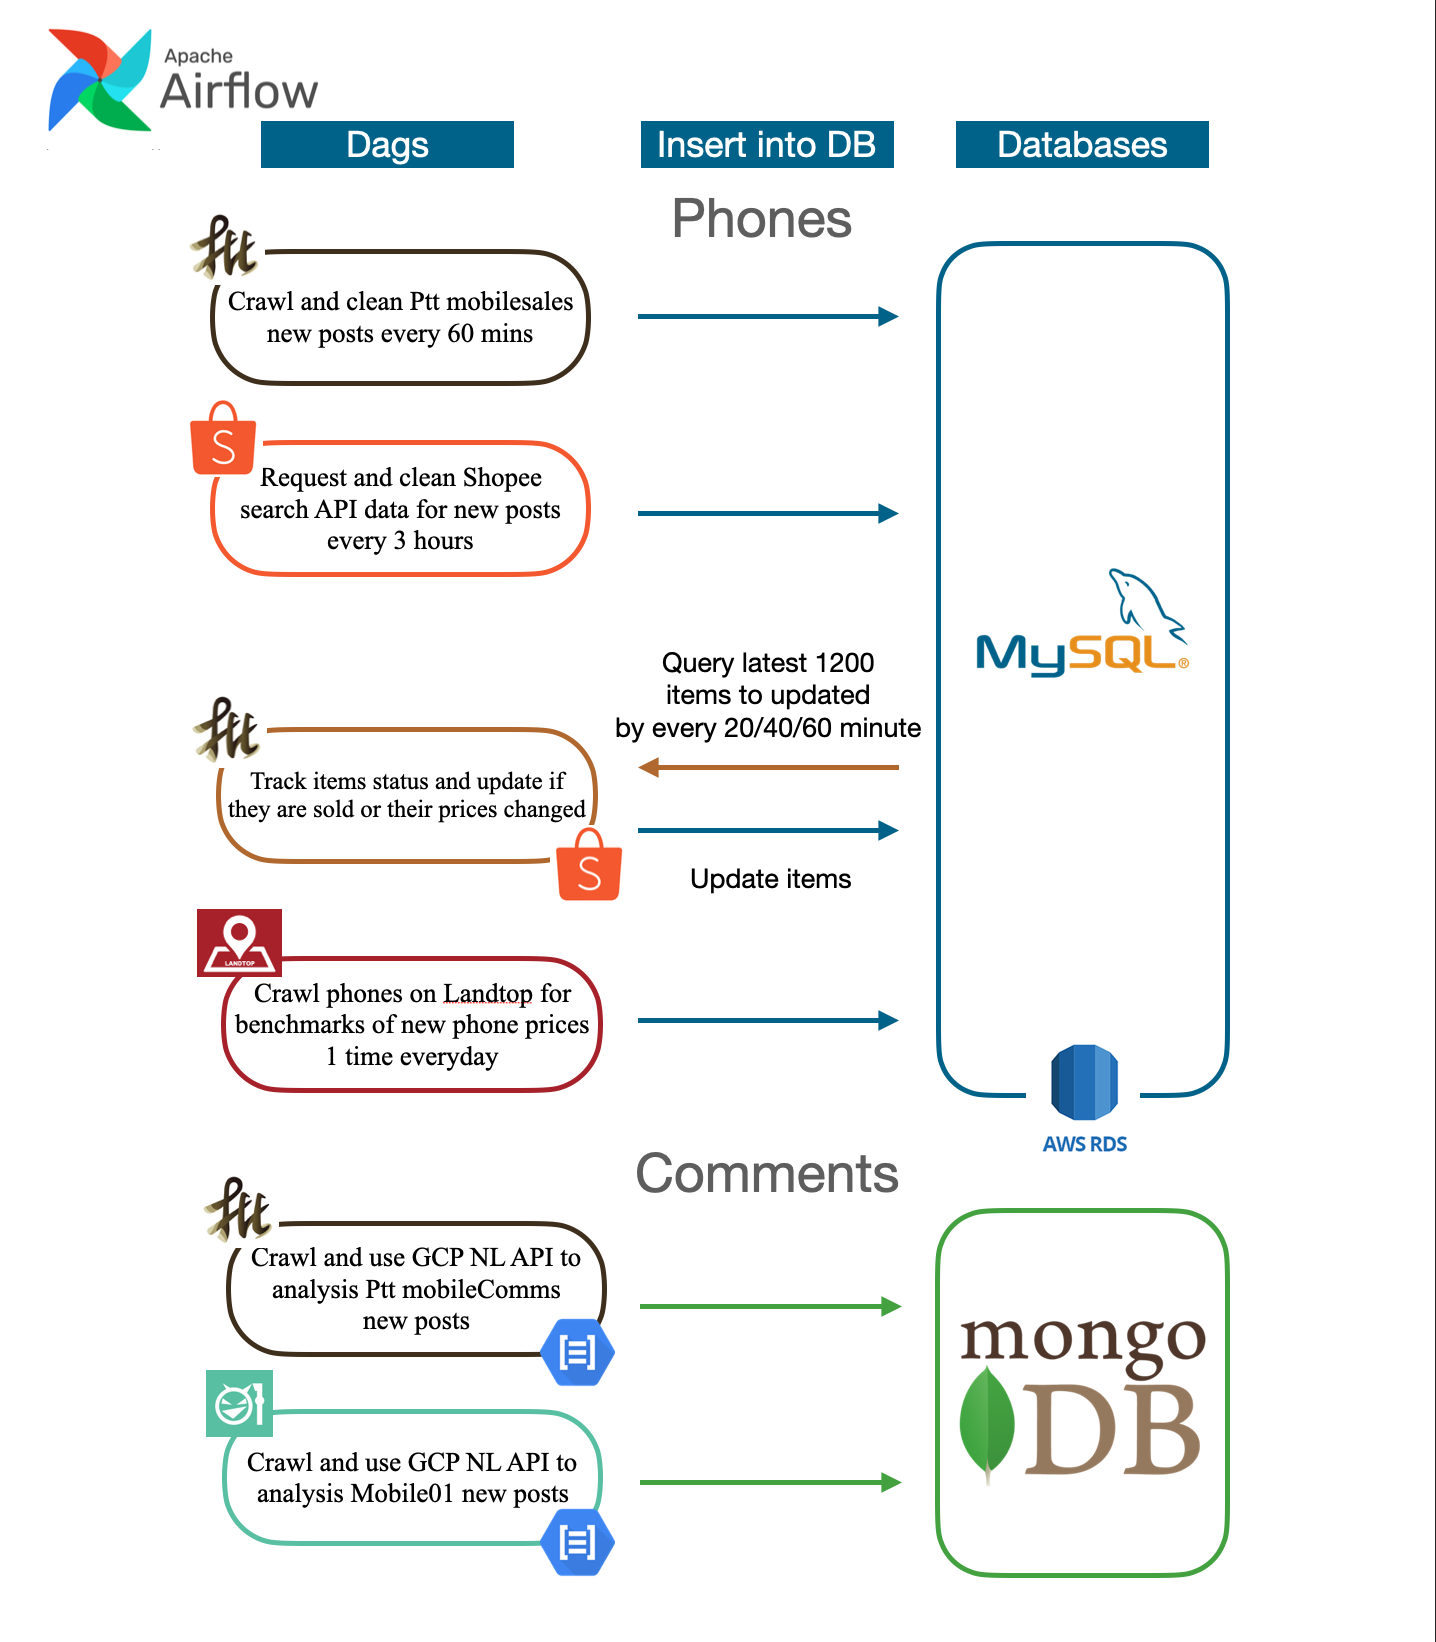 Apache
Airflow
Dags
Insert into DB
Databases
Phones
Ptt
Crawl and clean Ptt mobilesales
new posts every 60 mins
S
Request and clean Shopee
search API data for new posts
every 3 hours
MySQL®
Query latest 1200
items to updated
by every 20/40/60 minute
Ptt
Track items status and update if
they are sold or their prices changed
S
Update items
LANDTOP
Crawl phones on Landtop for
benchmarks of new phone prices
1 time everyday
AWS RDS
Comments
Ptt
Crawl and use GCP NL API to
analysis Ptt mobileComms
new posts
mongo
DB
Crawl and use GCP NL API to
analysis Mobile01 new posts